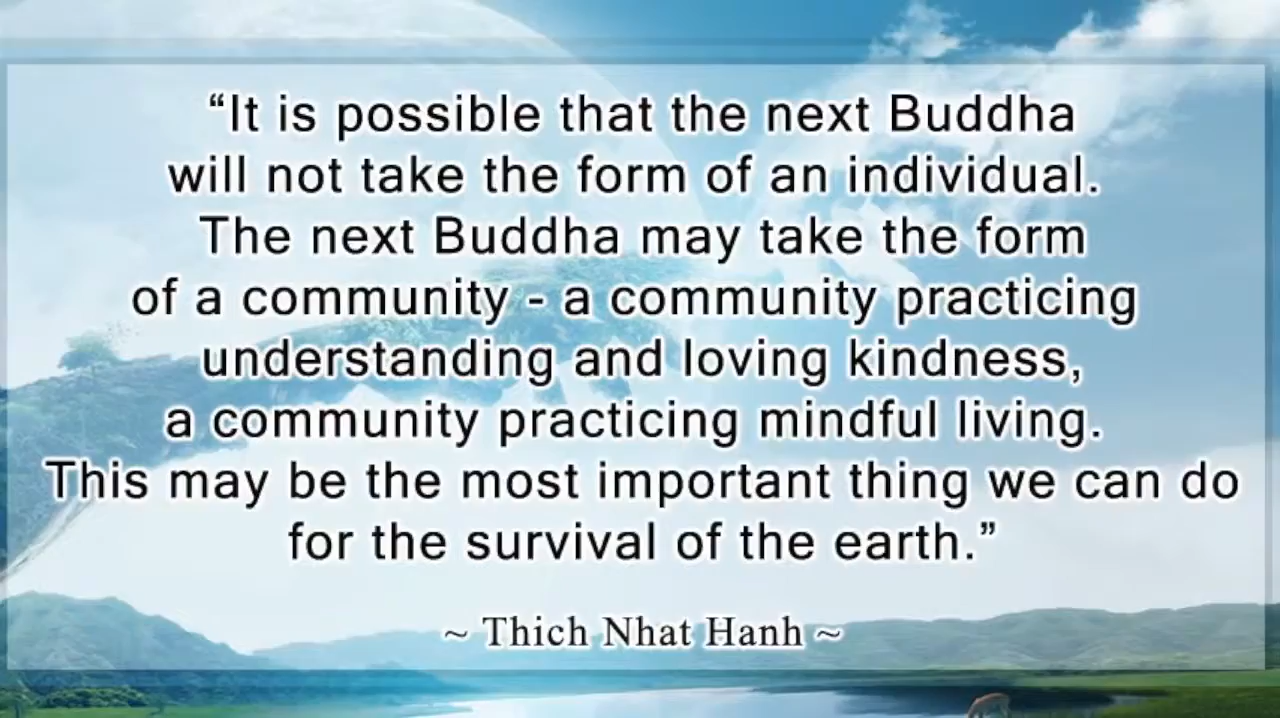 “It is possible that the next Buddha
will not take the form of an individual.
The next Buddha may take the form
of a community - a community practicing
understanding and loving kindness,
a community practicing mindful living.
This may be the most important thing we can do
for the survival of the earth.”
~ Thich Nhat Hanh ~